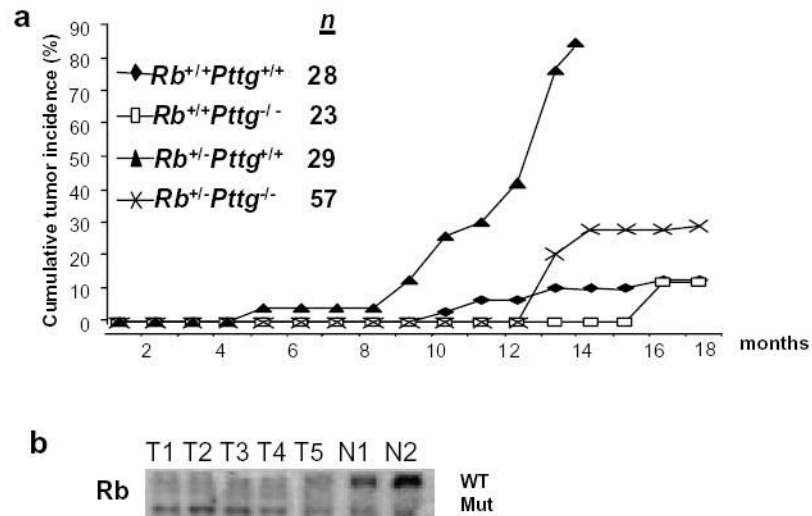 a
n
Rb+/+Pttg+/+ 28
Rb+/+Pttg-/- 23
Rb+/-Pttg+/+ 29
Rb+/-Pttg-/- 57
Cumulative tumor incidence (%)
90
80
70
60
50
40
30
20
10
0
2 4 6 8 10 12 14 16 18 months
b
T1 T2 T3 T4 T5 N1 N2
Rb
WT
Mut